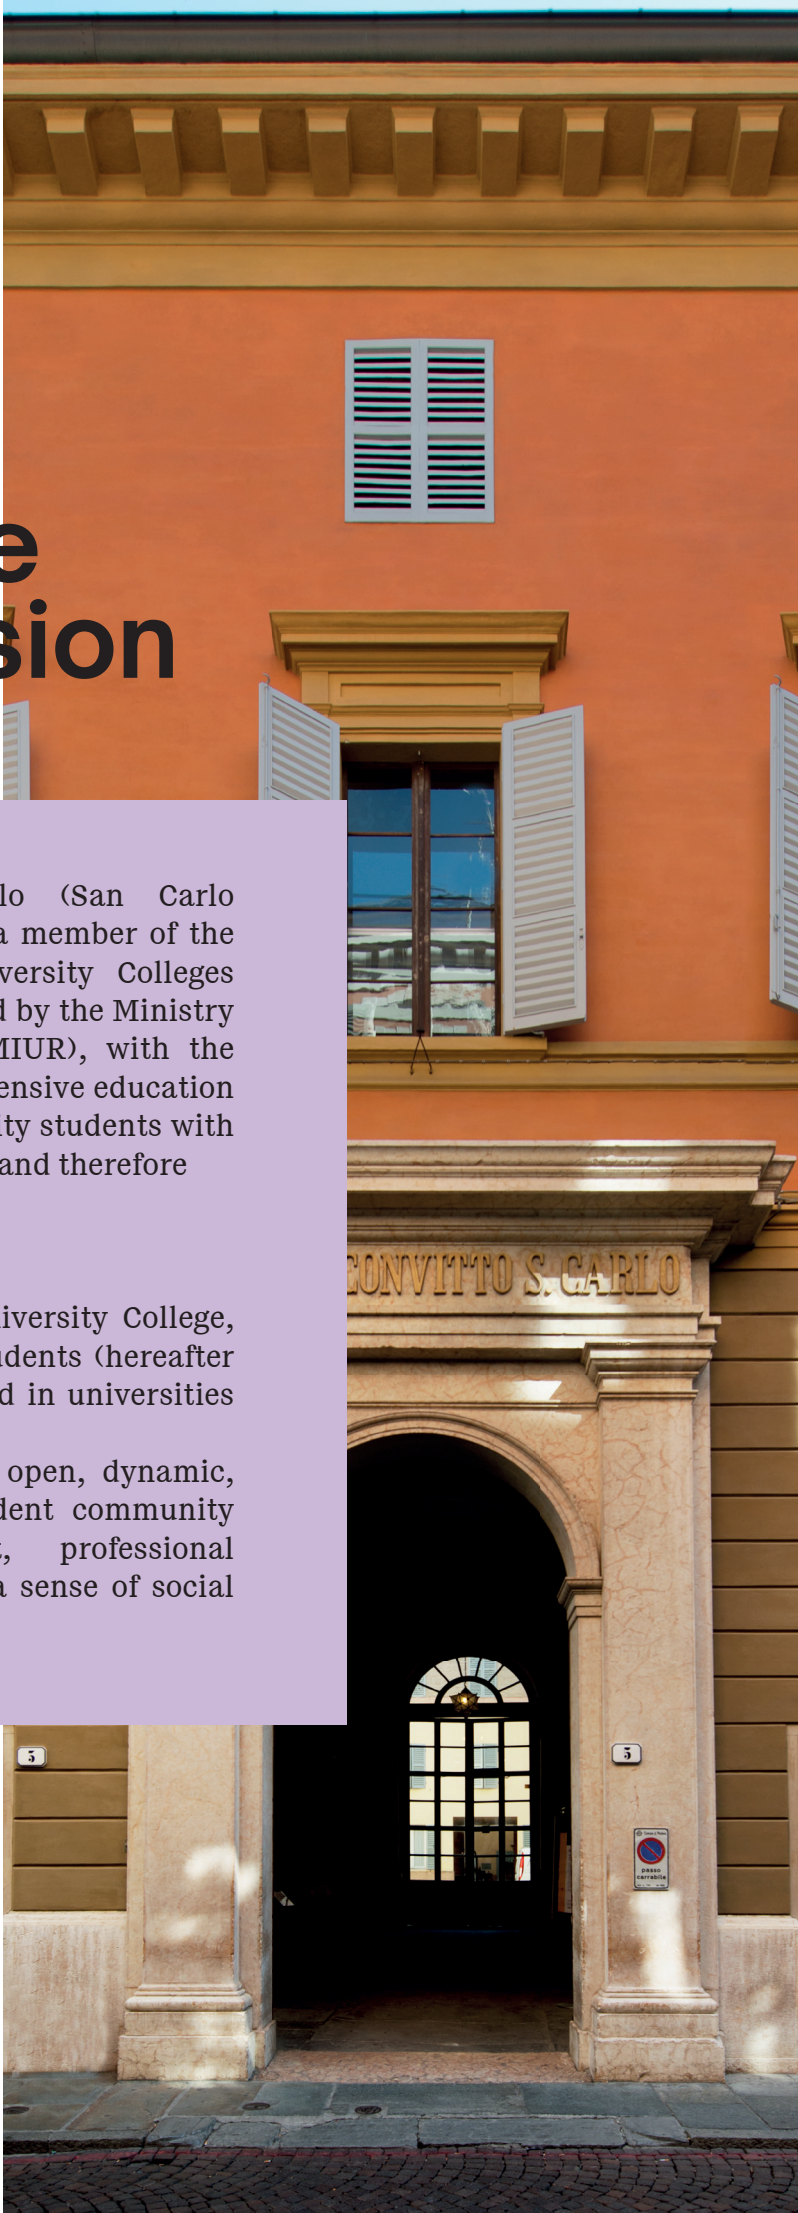 e
sion
lo (San Carlo
a member of the
versity Colleges
d by the Ministry
MIUR), with the
ensive education
ity students with
and therefore
iversity College,
udents (hereafter
d in universities
open, dynamic,
dent community
, professional
a sense of social
CONVITTO S. CARLO
5
5
passo
carrabile